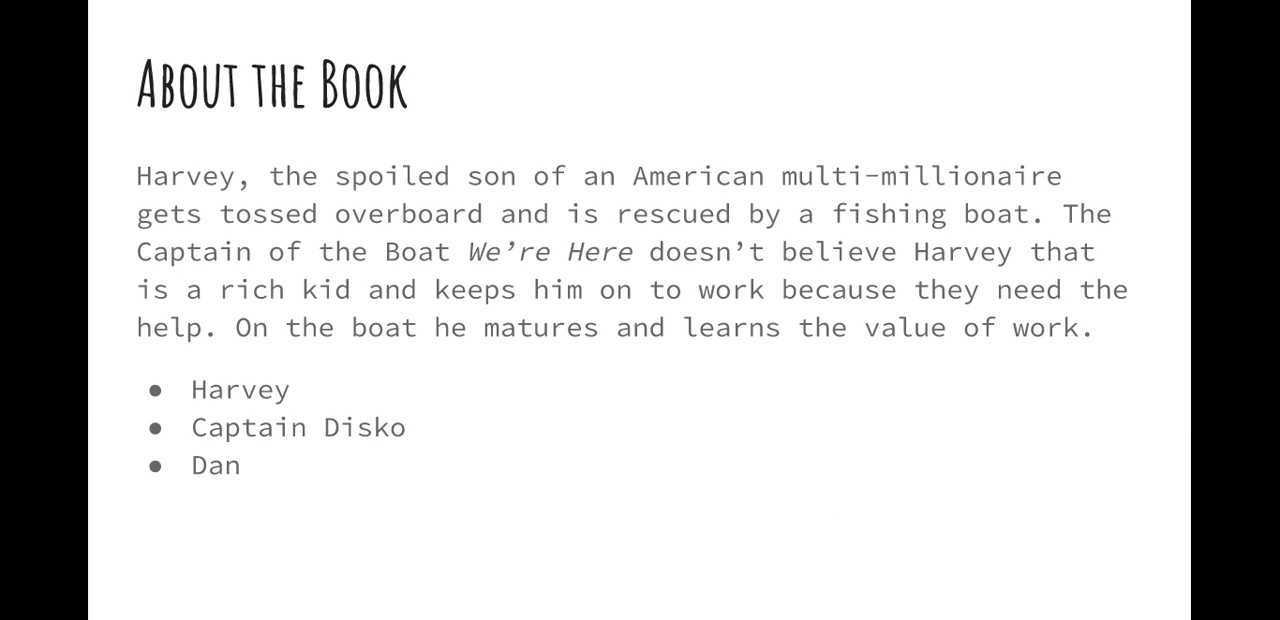 About the Book
Harvey, the spoiled son of an American multi-millionaire
gets tossed overboard and is rescued by a fishing boat. The
Captain of the Boat We’re Here doesn’t believe Harvey that
is a rich kid and keeps him on to work because they need the
help. On the boat he matures and learns the value of work.
● Harvey
● Captain Disko
● Dan